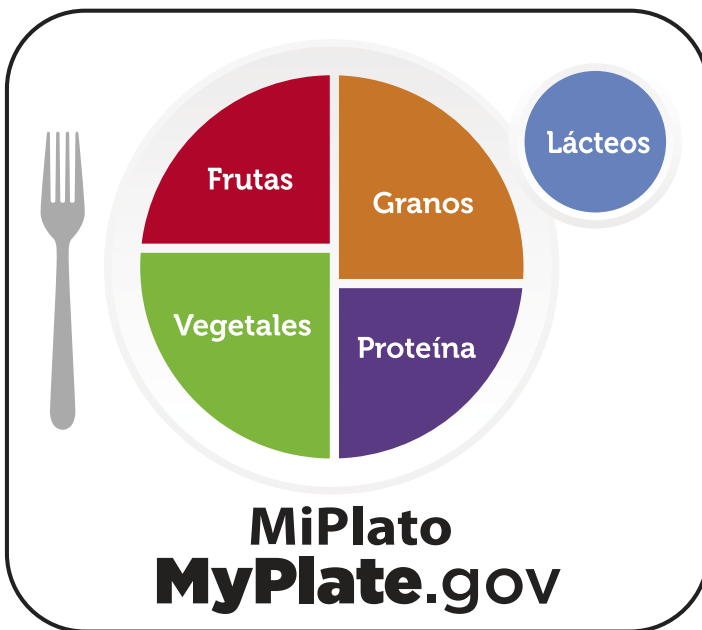 Frutas
Granos
Lácteos
Vegetales
Proteína
MiPlato
MyPlate.gov